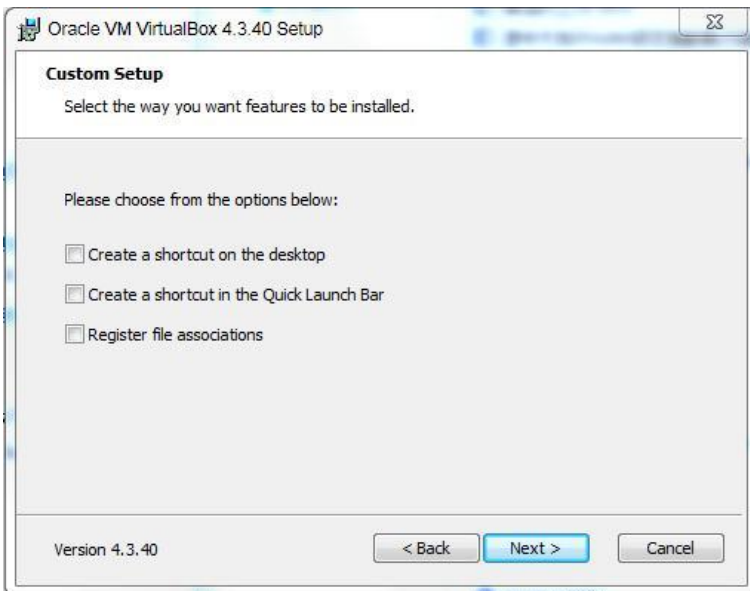 Oracle VM VirtualBox 4.3.40 Setup
Custom Setup
Select the way you want features to be installed.
Please choose from the options below:
Create a shortcut on the desktop
Create a shortcut in the Quick Launch Bar
Register file associations
Version 4.3.40
< Back
Next >
Cancel